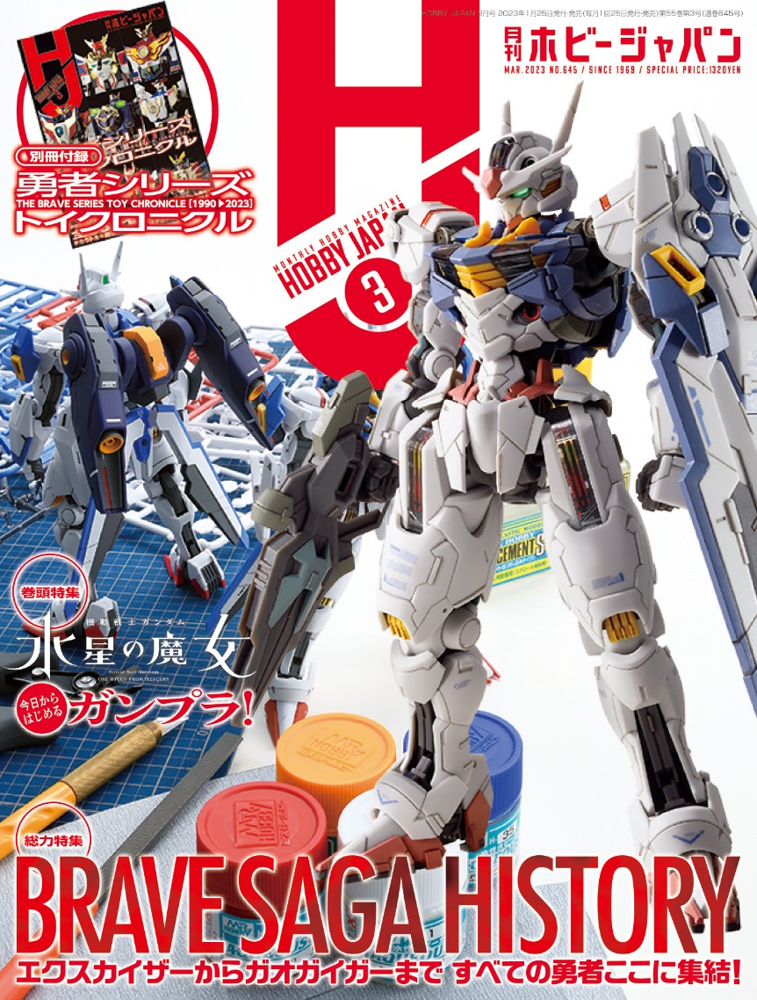 HOBBY JAPAN 3月号 2023年1月25日発行・発売(毎月1回25日発行・発売)第55巻第3号(通巻645号)
月刊 ホビージャパン
MAR.2023 NO.645 / SINCE 1969 / SPECIAL PRICE:1320YEN
HJ
MONTHLY HOBBY MAGAZINE
HOBBY JAPAN
3
別冊付録
勇者シリーズ
THE BRAVE SERIES TOY CHRONICLE [1990▶2023]
トイクロニクル
巻頭特集
機動戦士ガンダム
水星の魔女
Mobile Suit Gundam
THE WITCH FROM MERCURY
今日から
はじめる
ガンプラ!
MR.
HOBBY
MR.
HOBBY
総力特集
BRAVE SAGA HISTORY
エクスカイザーからガオガイガーまで すべての勇者ここに集結!